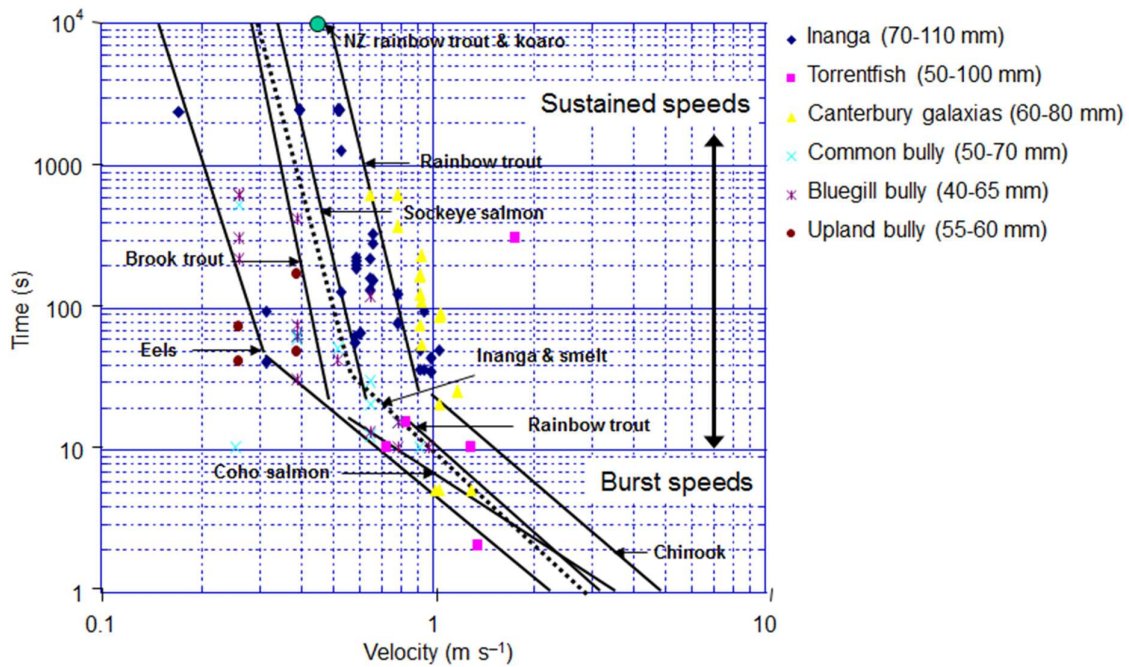 10⁴
1000
100
10
1
Time (s)
0.1
1
10
Velocity (m s⁻¹)
NZ rainbow trout & koaro
Sustained speeds
Rainbow trout
Sockeye salmon
Brook trout
Eels
Inanga & smelt
Rainbow trout
Coho salmon
Burst speeds
Chinook
Inanga (70-110 mm)
Torrentfish (50-100 mm)
Canterbury galaxias (60-80 mm)
Common bully (50-70 mm)
Bluegill bully (40-65 mm)
Upland bully (55-60 mm)